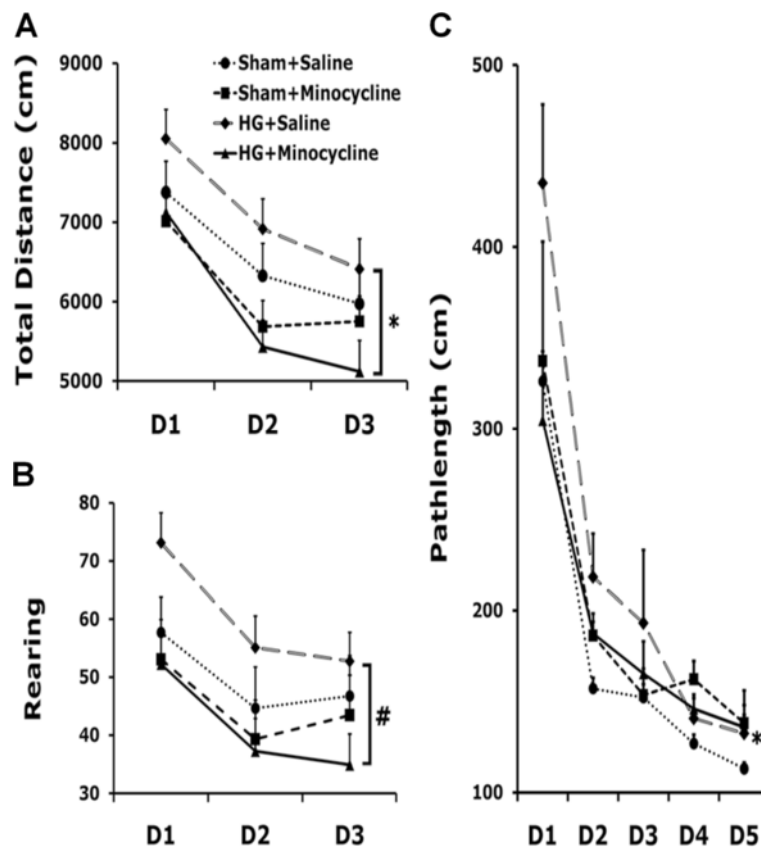 A
Total Distance (cm)
9000
8000
7000
6000
5000
Sham+Saline
Sham+Minocycline
HG+Saline
HG+Minocycline
*
D1 D2 D3
B
Rearing
80
70
60
50
40
30
#
D1 D2 D3
C
Pathlength (cm)
500
400
300
200
100
*
D1 D2 D3 D4 D5